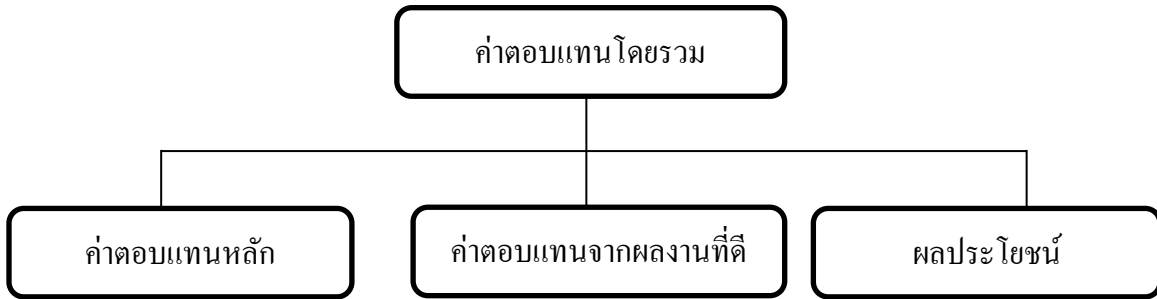 ค่าตอบแทนโดยรวม
ค่าตอบแทนหลัก
ค่าตอบแทนจากผลงานที่ดี
ผลประโยชน์